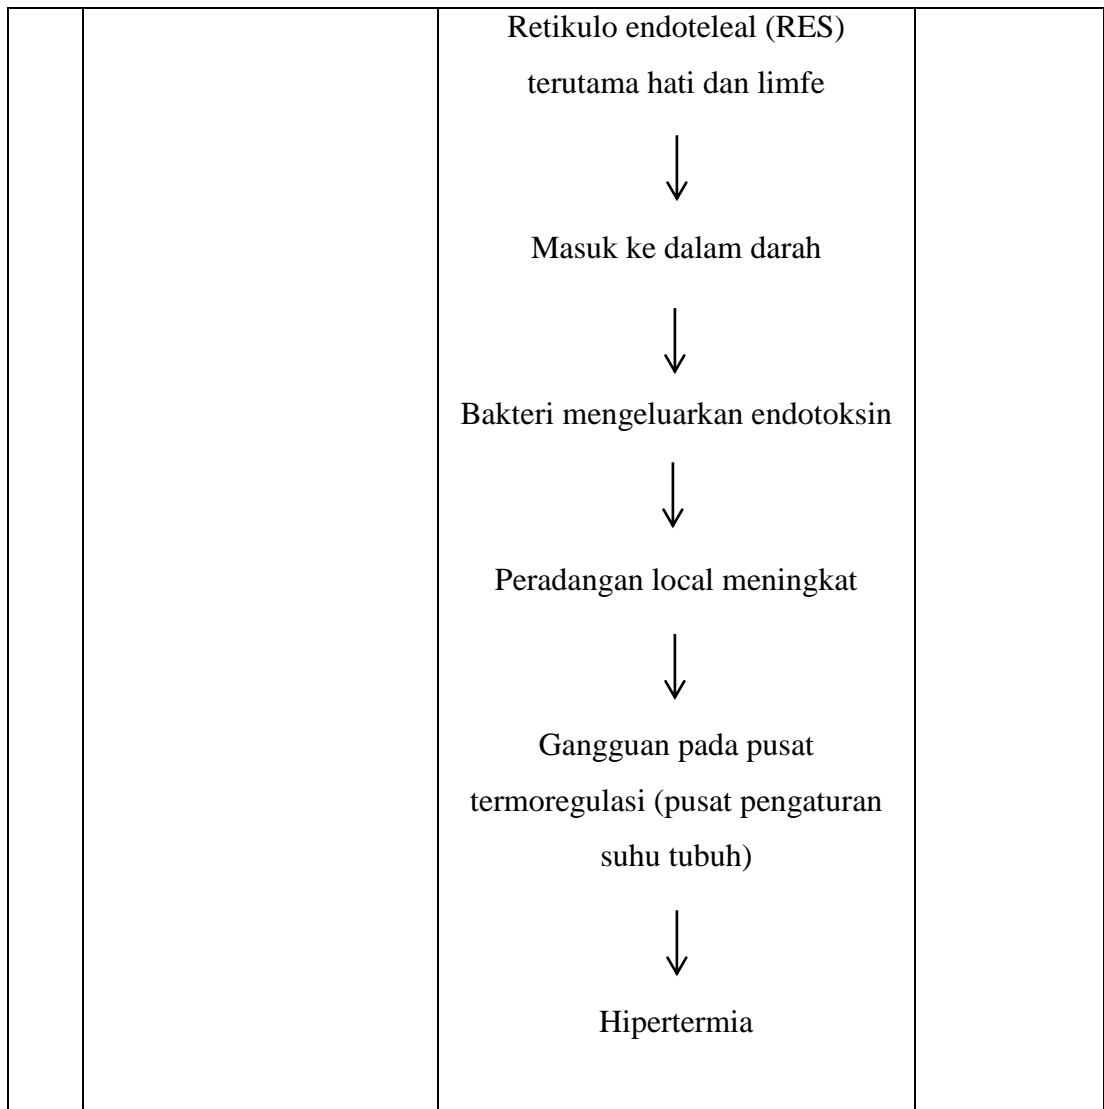 Retikulo endoteleal (RES)
terutama hati dan limfe
Masuk ke dalam darah
Bakteri mengeluarkan endotoksin
Peradangan local meningkat
Gangguan pada pusat
termoregulasi (pusat pengaturan
suhu tubuh)
Hipertermia